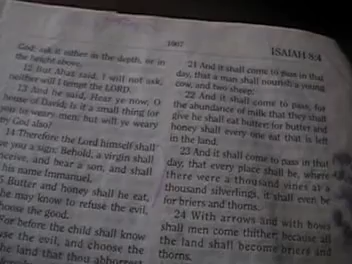 1007
ISAIAH 8:4
God; ask it either in the depth, or in
the height above.
12 But Ahaz said, I will not ask,
neither will I tempt the LORD.
13 And he said, Hear ye now, O
house of David; Is it a small thing for
you to weary men, but will ye weary
my God also?
14 Therefore the Lord himself shall
give you a sign; Behold, a virgin shall
conceive, and bear a son, and shall
his name Immanuel.
Butter and honey shall he eat,
he may know to refuse the evil,
choose the good.
For before the child shall know
use the evil, and choose the
he land that thou abhorrest
21 And it shall come to pass in that
day, that a man shall nourish a young
cow, and two sheep;
22 And it shall come to pass, for
the abundance of milk that they shall
give he shall eat butter: for butter and
honey shall every one eat that is left
in the land.
23 And it shall come to pass in that
day, that every place shall be, where
there were a thousand vines at a
thousand silverlings, it shall even be
for briers and thorns.
24 With arrows and with bows
shall men come thither; because all
the land shall become briers and
thorns.